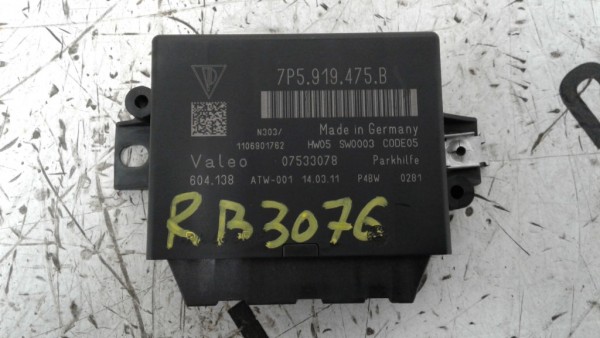 7P5.919.475.B
N303/ Made in Germany
1106901762 HW05 SW0003 CODE05
Valeo 07533078 Parkhilfe
604.138 ATW-001 14.03.11 P4BW 0281
RB3076